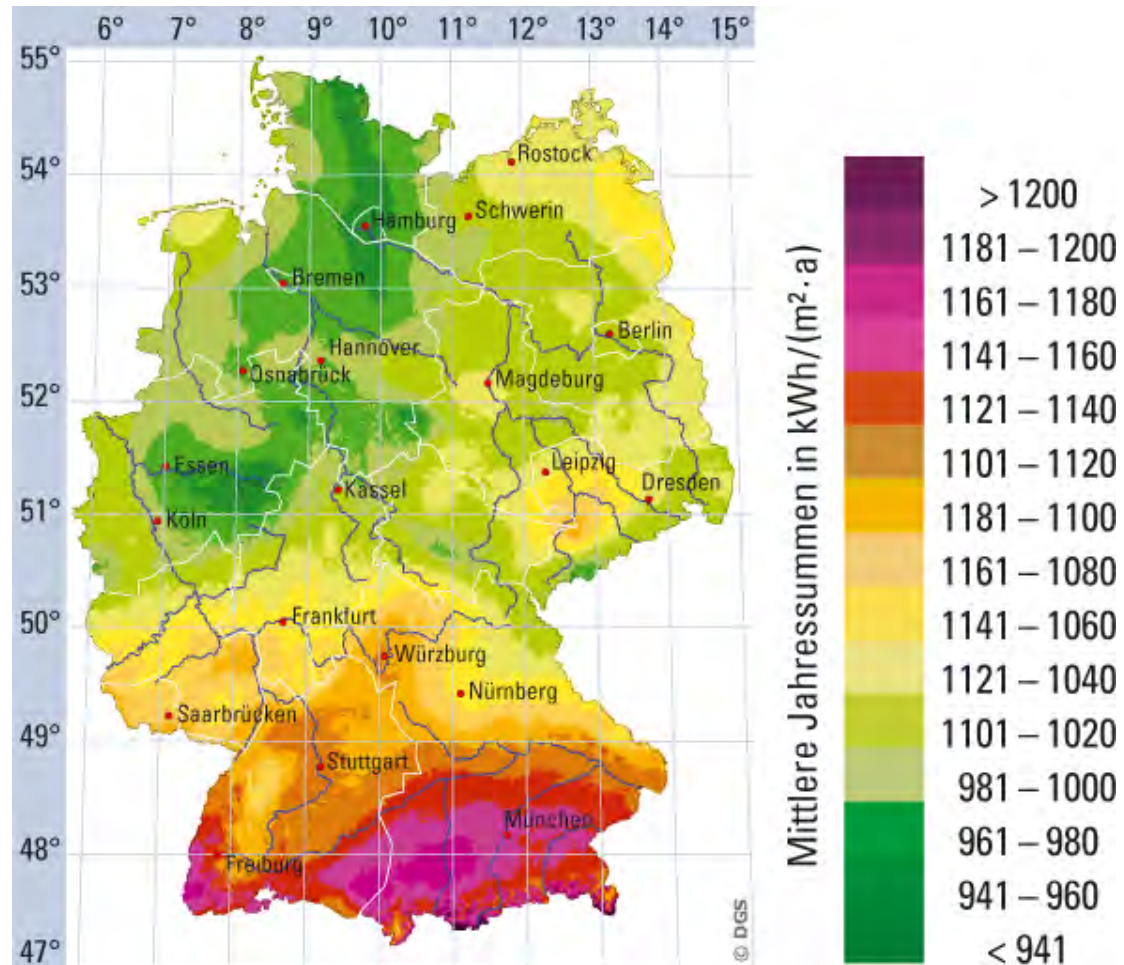 6° 7° 8° 9° 10° 11° 12° 13° 14° 15°
55°
54°
53°
52°
51°
50°
49°
48°
47°
Rostock
Schwerin
Hamburg
Bremen
Berlin
Hannover
Osnabrück
Magdeburg
Essen
Leipzig
Kassel
Dresden
Köln
Frankfurt
Würzburg
Nürnberg
Saarbrücken
Stuttgart
München
Freiburg
© DGS
Mittlere Jahressummen in kWh/(m²·a)
> 1200
1181 – 1200
1161 – 1180
1141 – 1160
1121 – 1140
1101 – 1120
1181 – 1100
1161 – 1080
1141 – 1060
1121 – 1040
1101 – 1020
981 – 1000
961 – 980
941 – 960
< 941